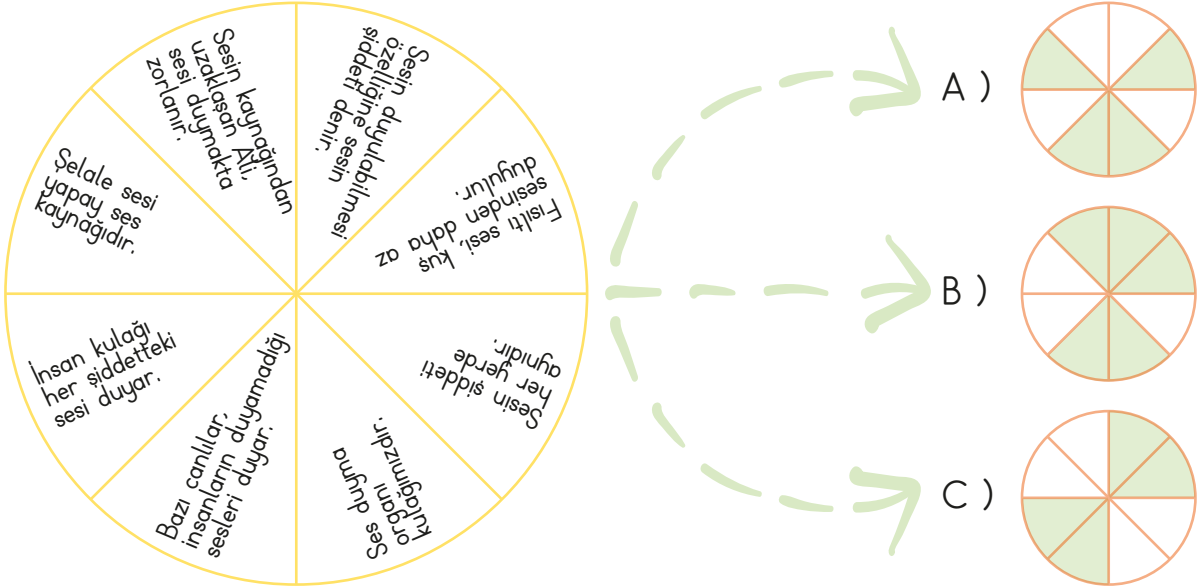 Sesin kaynağından
uzaklaşan Ali,
sesi duymakta
zorlanır.
Sesin duyulabilmesi
özelliğine sesin
şiddeti denir.
Fısıltı sesi, kuş
sesinden daha az
duyulur.
Sesin şiddeti
her yerde
aynıdır.
Ses duyma
organı
kulağımızdır.
Bazı canlılar,
insanların duyamadığı
sesleri duyar.
İnsan kulağı
her şiddetteki
sesi duyar.
Şelale sesi
yapay ses
kaynağıdır.
A )
B )
C )